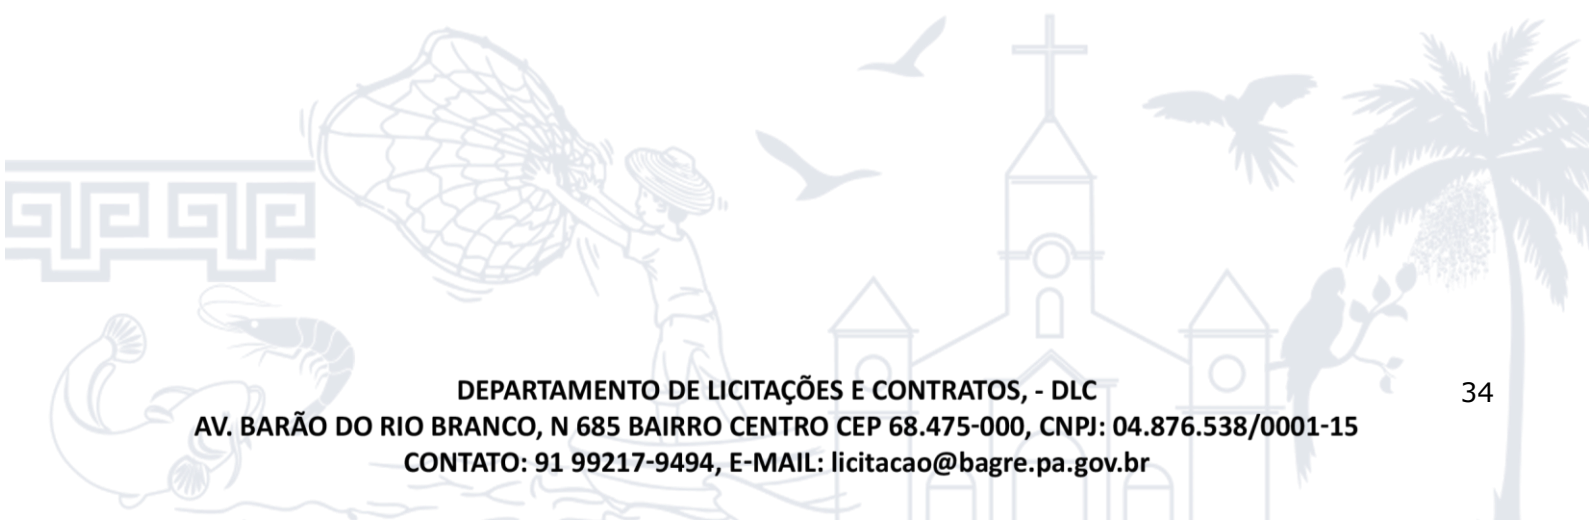 DEPARTAMENTO DE LICITAÇÕES E CONTRATOS, - DLC
34
AV. BARÃO DO RIO BRANCO, N 685 BAIRRO CENTRO CEP 68.475-000, CNPJ: 04.876.538/0001-15
CONTATO: 91 99217-9494, E-MAIL: licitacao@bagre.pa.gov.br